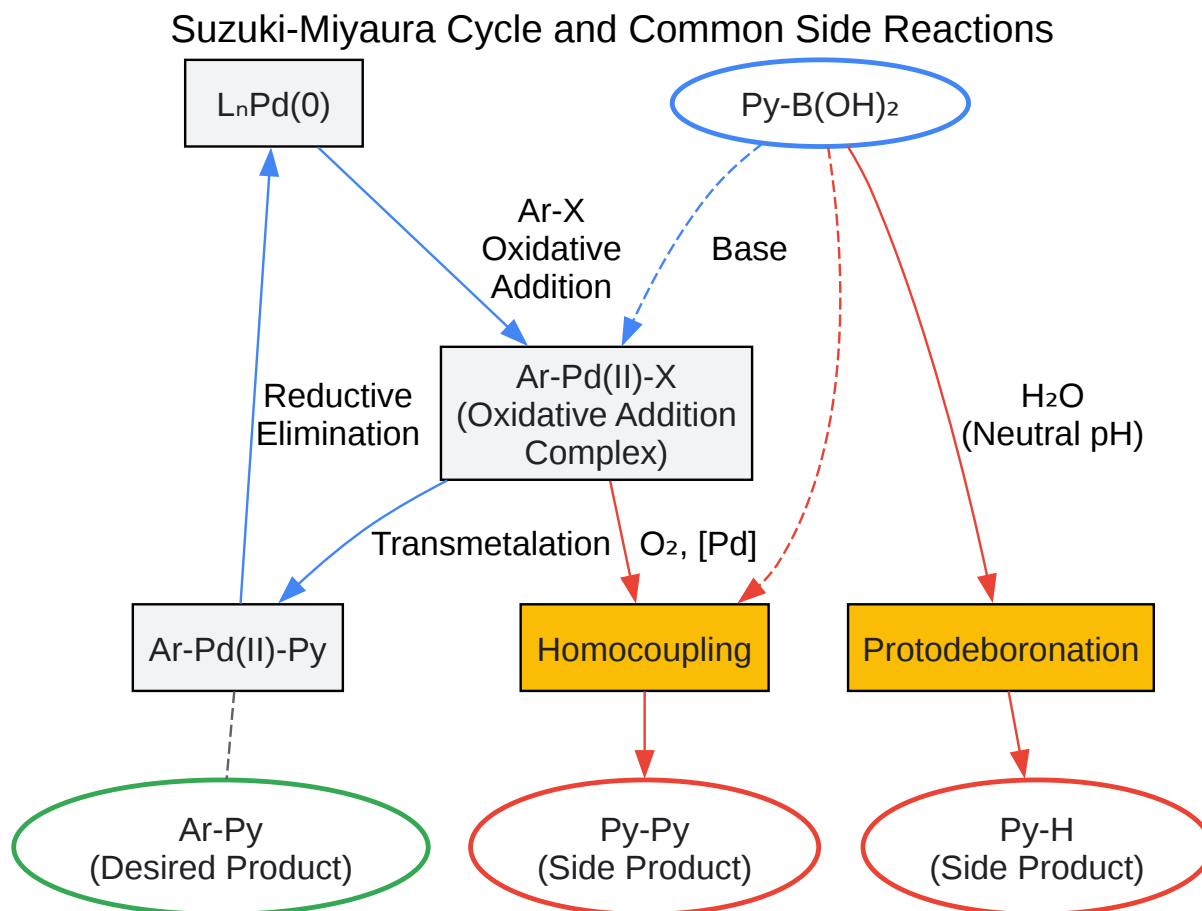 Suzuki-Miyaura Cycle and Common Side Reactions
LₙPd(0)
Py-B(OH)₂
Ar-X
Oxidative
Addition
Base
Ar-Pd(II)-X
(Oxidative Addition
Complex)
Reductive
Elimination
H₂O
(Neutral pH)
Transmetalation
O₂, [Pd]
Ar-Pd(II)-Py
Homocoupling
Protodeboronation
Ar-Py
(Desired Product)
Py-Py
(Side Product)
Py-H
(Side Product)